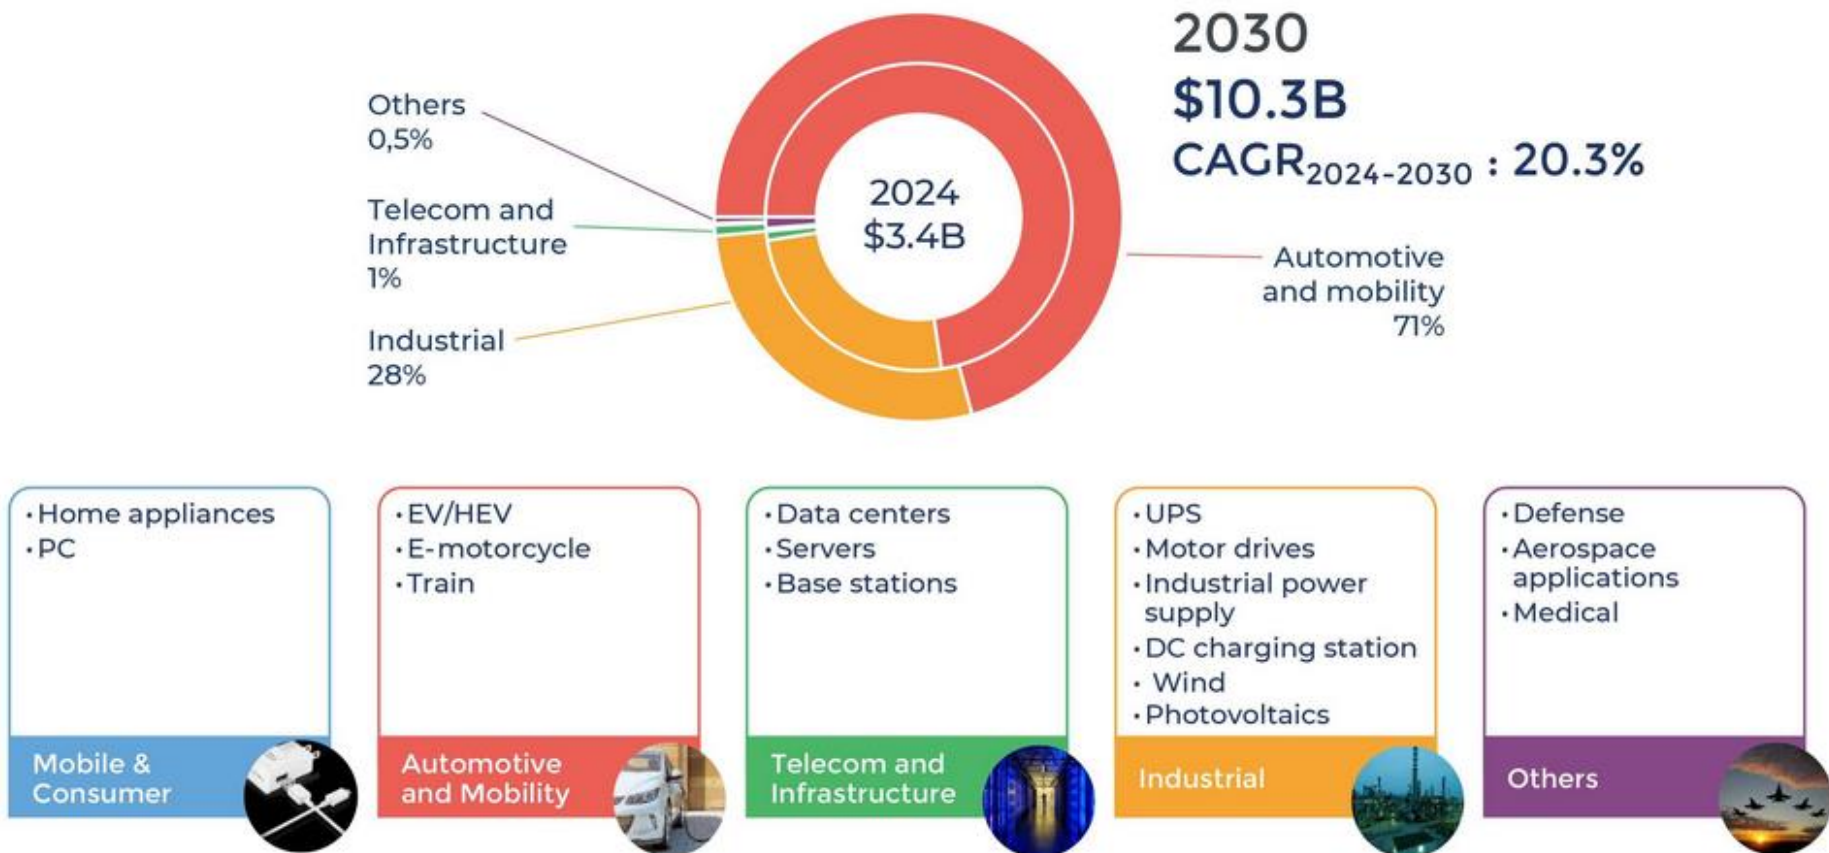 2030
$10.3B
CAGR2024-2030 : 20.3%
Others
0,5%
Telecom and
Infrastructure
1%
Industrial
28%
2024
$3.4B
Automotive
and mobility
71%
·Home appliances
·PC
Mobile &
Consumer
·EV/HEV
·E-motorcycle
·Train
Automotive
and Mobility
·Data centers
·Servers
·Base stations
Telecom and
Infrastructure
·UPS
·Motor drives
·Industrial power
supply
·DC charging station
· Wind
·Photovoltaics
Industrial
·Defense
·Aerospace
applications
·Medical
Others